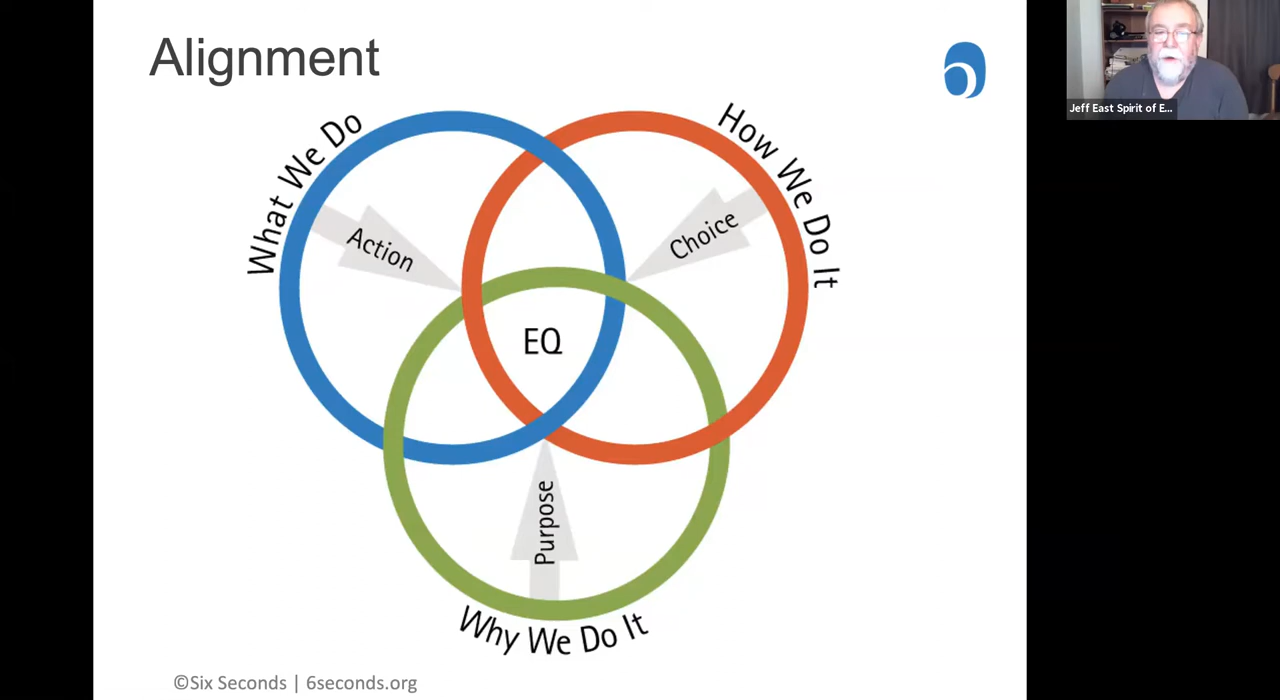 Alignment
What We Do
How We Do It
Action
Choice
EQ
Purpose
Why We Do It
©Six Seconds | 6seconds.org
Jeff East Spirit of E...